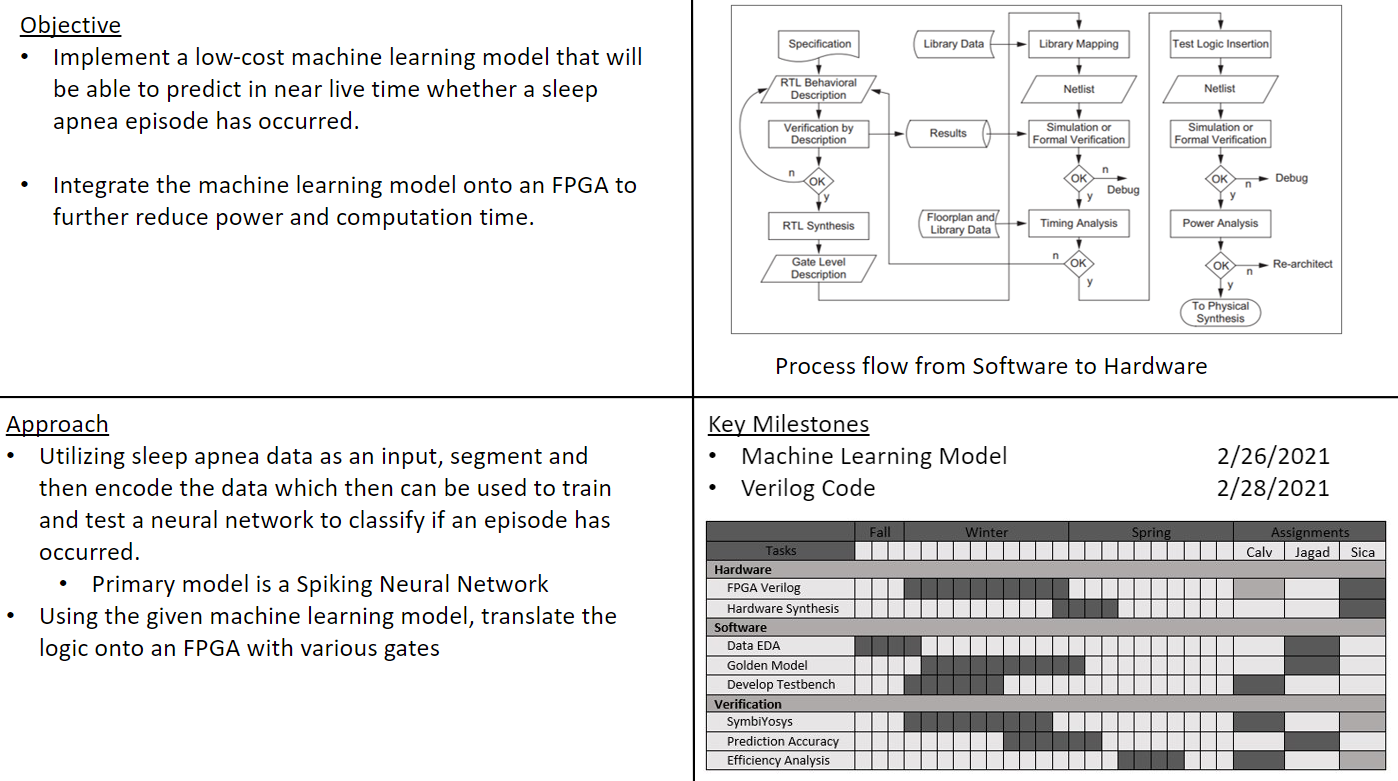 Objective
• Implement a low-cost machine learning model that will
be able to predict in near live time whether a sleep
apnea episode has occurred.
• Integrate the machine learning model onto an FPGA to
further reduce power and computation time.
Specification
RTL Behavioral
Description
Verification by
Description
n
OK
y
RTL Synthesis
Gate Level
Description
Library Data
Results
Floorplan and
Library Data
Library Mapping
Netlist
Simulation or
Formal Verification
OK
n
Debug
y
Timing Analysis
n
OK
y
Test Logic Insertion
Netlist
Simulation or
Formal Verification
OK
n
Debug
y
Power Analysis
OK
n
Re-architect
y
To Physical
Synthesis
Process flow from Software to Hardware
Approach
• Utilizing sleep apnea data as an input, segment and
then encode the data which then can be used to train
and test a neural network to classify if an episode has
occurred.
• Primary model is a Spiking Neural Network
• Using the given machine learning model, translate the
logic onto an FPGA with various gates
Key Milestones
• Machine Learning Model 2/26/2021
• Verilog Code 2/28/2021
Fall Winter Spring Assignments
Tasks Calv Jagad Sica
Hardware
FPGA Verilog
Hardware Synthesis
Software
Data EDA
Golden Model
Develop Testbench
Verification
SymbiYosys
Prediction Accuracy
Efficiency Analysis